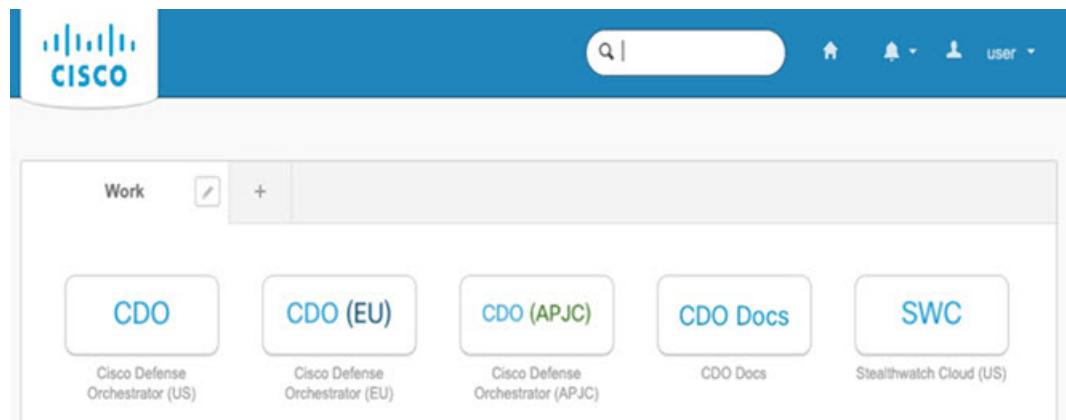 CISCO
user
Work
+
CDO
CDO (EU)
CDO (APJC)
CDO Docs
SWC
Cisco Defense
Orchestrator (US)
Cisco Defense
Orchestrator (EU)
Cisco Defense
Orchestrator (APJC)
CDO Docs
Stealthwatch Cloud (US)